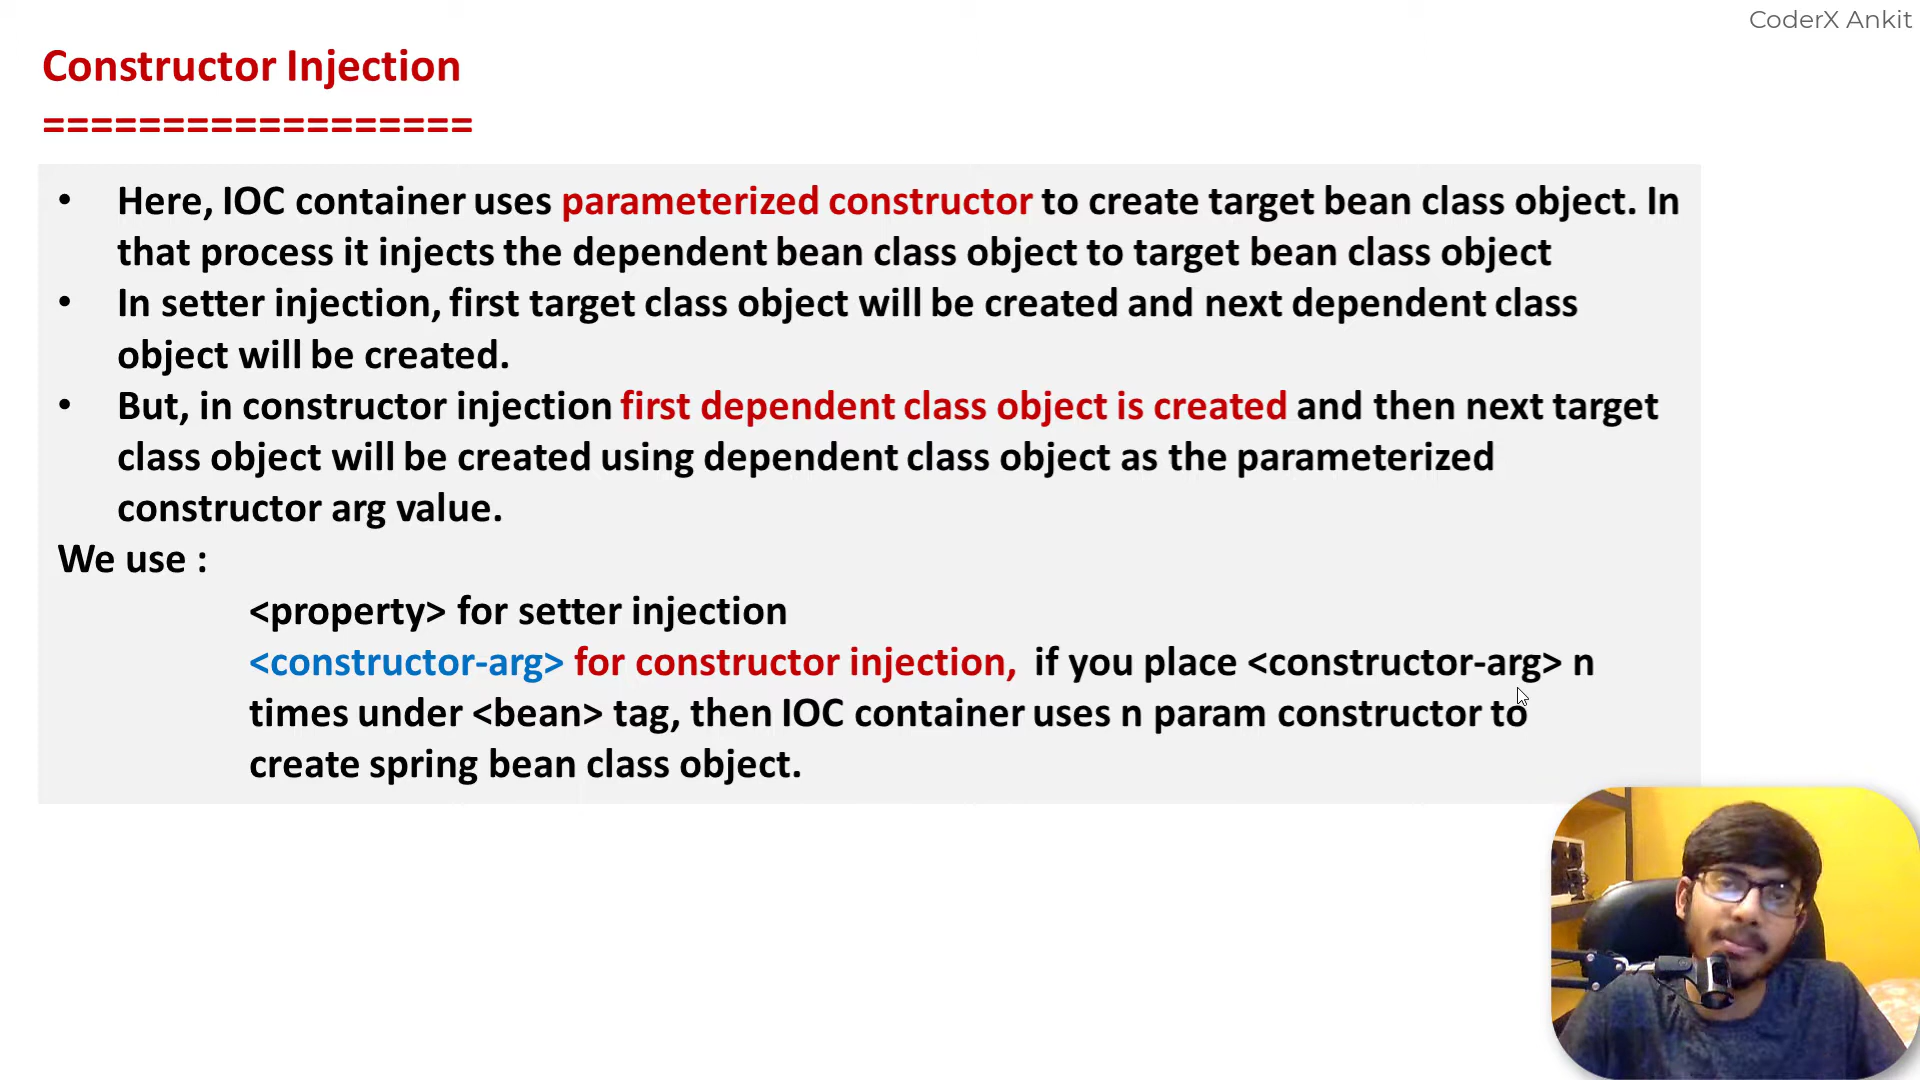 CoderX Ankit
Constructor Injection
==================
• Here, IOC container uses parameterized constructor to create target bean class object. In
that process it injects the dependent bean class object to target bean class object
• In setter injection, first target class object will be created and next dependent class
object will be created.
• But, in constructor injection first dependent class object is created and then next target
class object will be created using dependent class object as the parameterized
constructor arg value.
We use :
<property> for setter injection
<constructor-arg> for constructor injection, if you place <constructor-arg> n
times under <bean> tag, then IOC container uses n param constructor to
create spring bean class object.